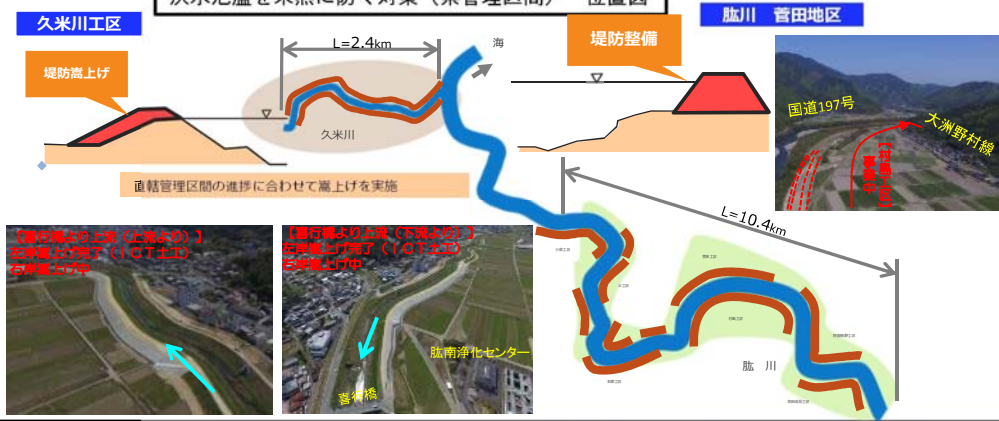 洪水氾濫を未然に防ぐ対策（県管理区間） 位置図
久米川工区
肱川 菅田地区
堤防嵩上げ
L=2.4km
海
堤防整備
久米川
国道197号
大洲野村線
【村島工区】
事業中
直轄管理区間の進捗に合わせて嵩上げを実施
L=10.4km
【喜行橋より上流（上流より）】
左岸嵩上げ完了（ＩＣＴ土工）
右岸嵩上げ中
【喜行橋より上流（下流より）】
左岸嵩上げ完了（ＩＣＴ土工）
右岸嵩上げ中
肱南浄化センター
喜行橋
肱 川